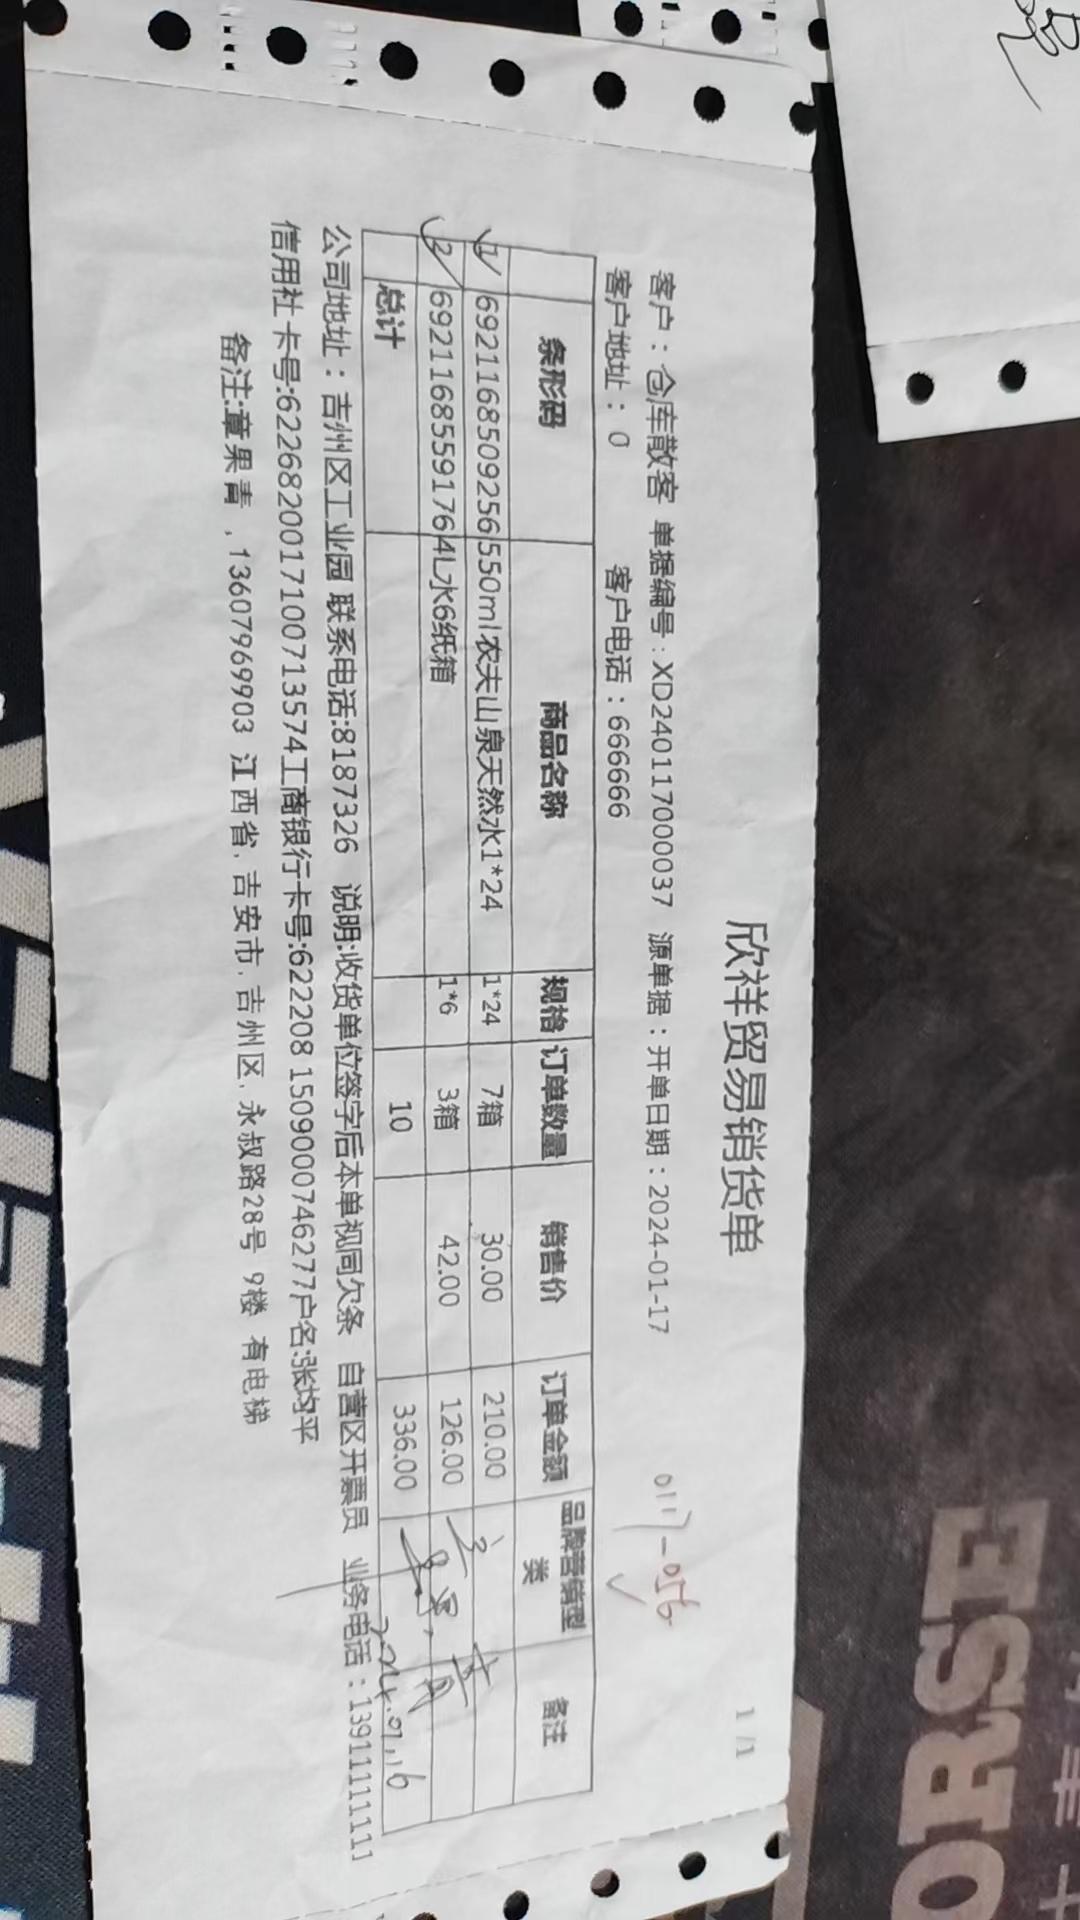 欣祥贸易销货单
1/1
客户：仓库散客 单据编号：XD240117000037 源单据：开单日期：2024-01-17
011)-056
客户地址：0 客户电话：666666
条形码 商品名称 规格 订单数量 销售价 订单金额 品牌营销型类 备注
1 6921168509256 550ml农夫山泉天然水1*24 1*24 7箱 30.00 210.00
2 6921168559176 4L水6纸箱 1*6 3箱 42.00 126.00
总计 10 336.00
2024.01.16
公司地址：吉州区工业园 联系电话:8187326 说明:收货单位签字后本单视同欠条 自营区开票员 业务电话：13911111111
信用社卡号:6226820017100713574工商银行卡号:6222081509000746277户名:张均平
备注:章果青,13607969903 江西省,吉安市,吉州区,永叔路28号 9楼 有电梯
ORSE